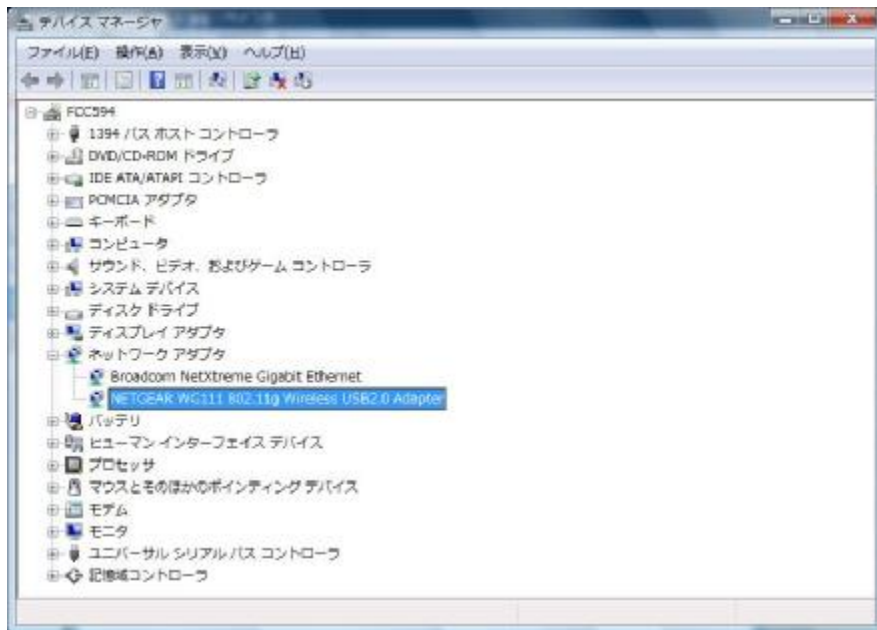 デバイス マネージャ
ファイル(E) 操作(A) 表示(V) ヘルプ(H)
FCC594
1394 バス ホスト コントローラ
DVD/CD-ROM ドライブ
IDE ATA/ATAPI コントローラ
PCMCIA アダプタ
キーボード
コンピュータ
サウンド、ビデオ、およびゲーム コントローラ
システム デバイス
ディスク ドライブ
ディスプレイ アダプタ
ネットワーク アダプタ
Broadcom NetXtreme Gigabit Ethernet
NETGEAR WG111 802.11g Wireless USB2.0 Adapter
バッテリ
ヒューマン インターフェイス デバイス
プロセッサ
マウスとそのほかのポインティング デバイス
モデム
モニタ
ユニバーサル シリアル バス コントローラ
記憶域コントローラ